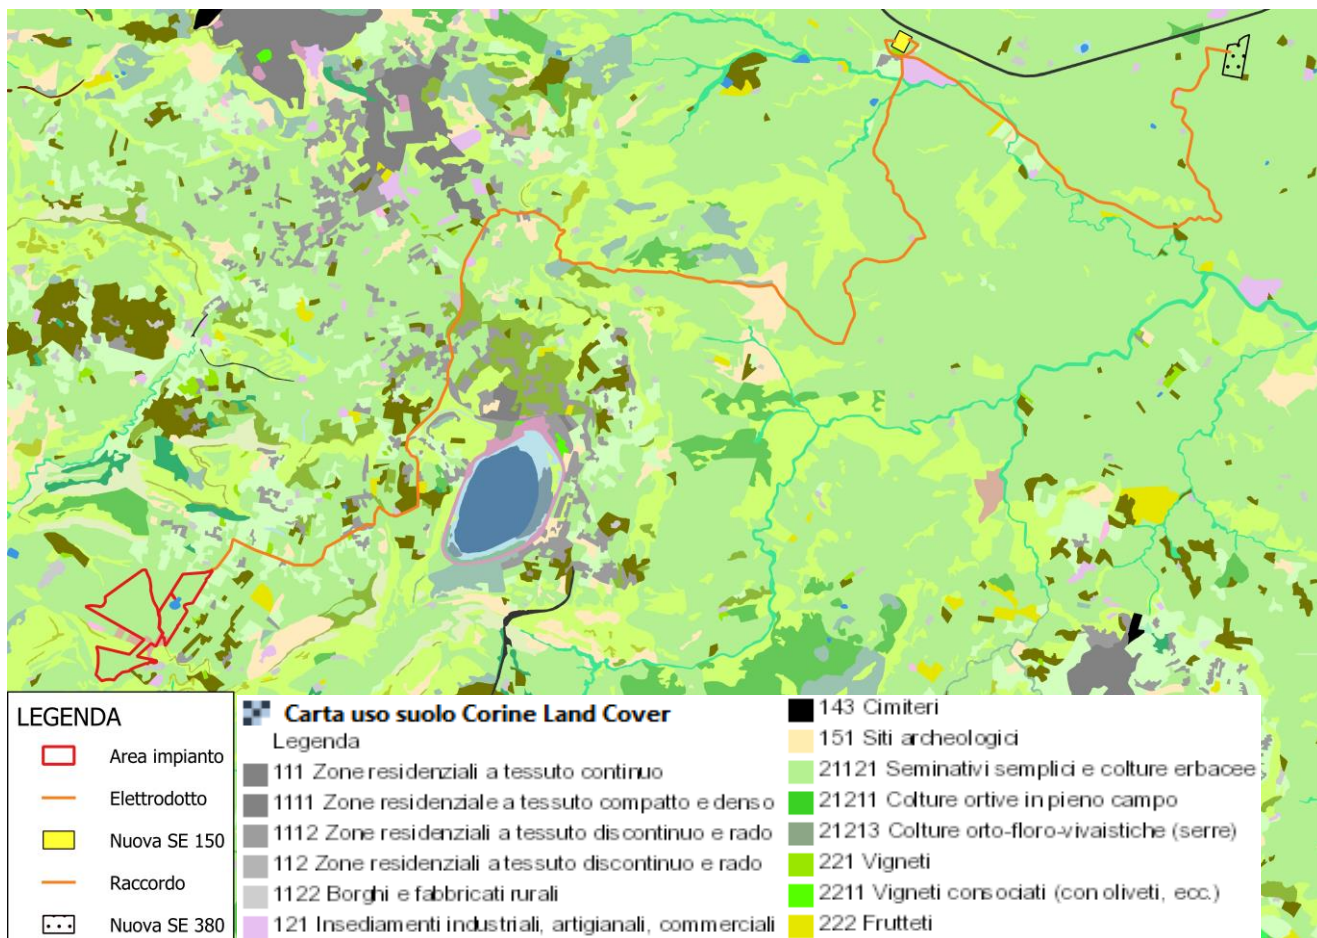 LEGENDA
Area impianto
Elettrodotto
Nuova SE 150
Raccordo
Nuova SE 380
Carta uso suolo Corine Land Cover
Legenda
111 Zone residenziali a tessuto continuo
1111 Zone residenziale a tessuto compatto e denso
1112 Zone residenziali a tessuto discontinuo e rado
112 Zone residenziali a tessuto discontinuo e rado
1122 Borghi e fabbricati rurali
121 Insediamenti industriali, artigianali, commerciali
143 Cimiteri
151 Siti archeologici
21121 Seminativi semplici e colture erbacee
21211 Colture ortive in pieno campo
21213 Colture orto-floro-vivaistiche (serre)
221 Vigneti
2211 Vigneti consociati (con oliveti, ecc.)
222 Frutteti